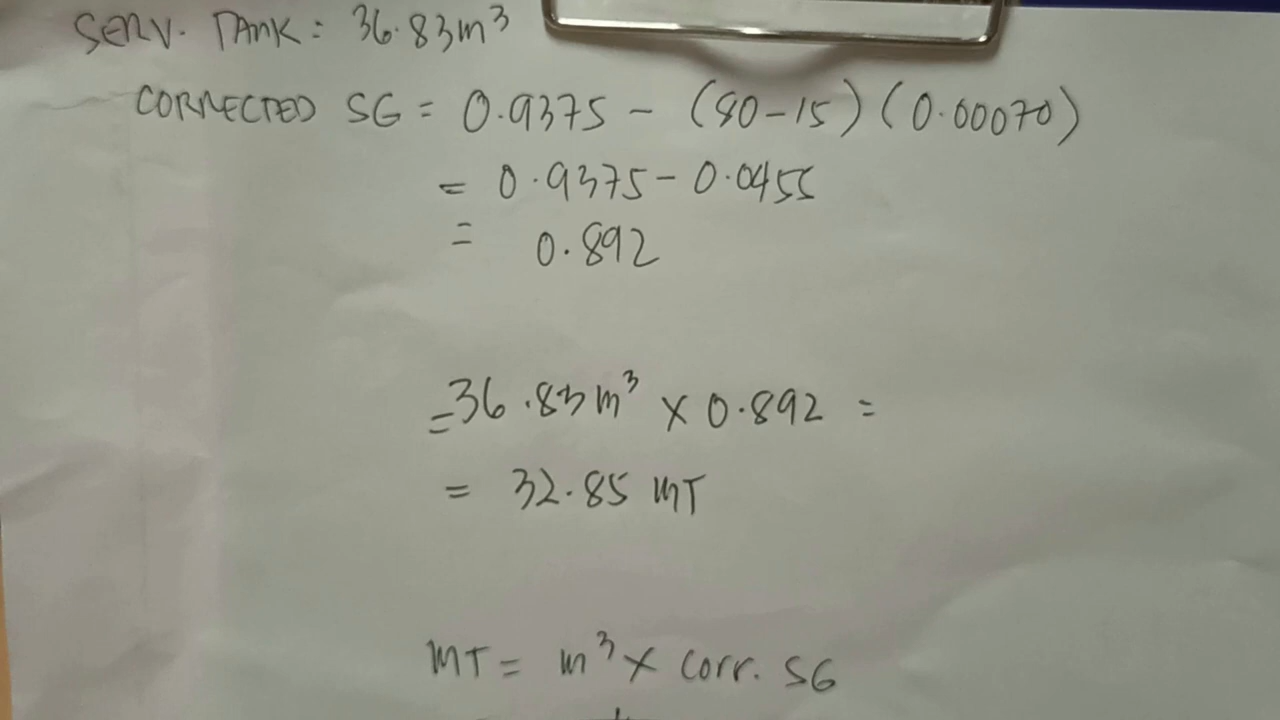 SERV. TANK: 36.83m³
CORRECTED SG = 0.9375 - (80-15)(0.00070)
= 0.9375 - 0.0455
= 0.892
= 36.83m³ x 0.892 =
= 32.85 MT
MT = m³ x Corr. SG